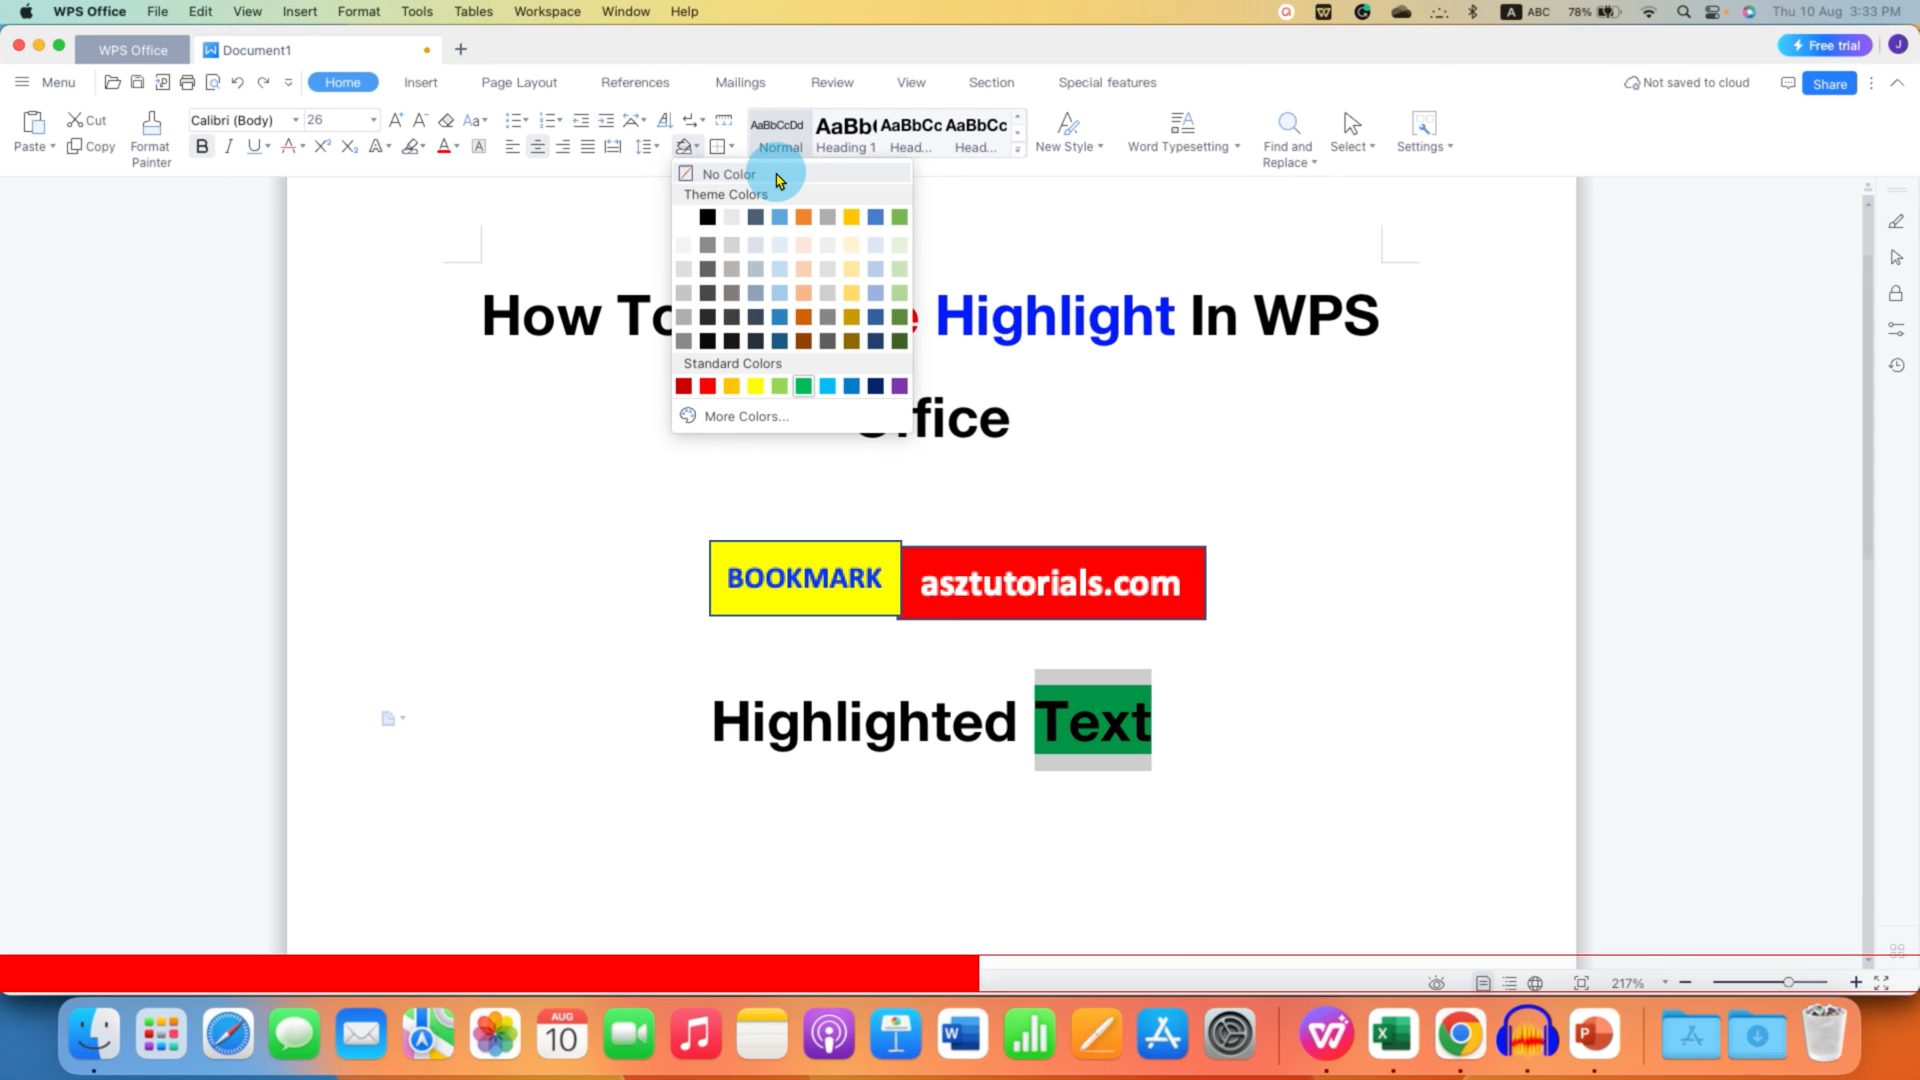 WPS Office File Edit View Insert Format Tools Tables Workspace Window Help A ABC 78% Thu 10 Aug 3:33 PM
WPS Office Document1 + Free trial J
Menu Home Insert Page Layout References Mailings Review View Section Special features Not saved to cloud Share
Paste Cut Copy Format Painter Calibri (Body) 26
AaBbCcDd Normal AaBb( Heading 1 AaBbCc Head... AaBbCc Head... New Style Word Typesetting Find and Replace Select Settings
No Color
Theme Colors
Standard Colors
More Colors...
How To e Highlight In WPS
Office
BOOKMARK asztutorials.com
Highlighted Text
217%
AUG
10